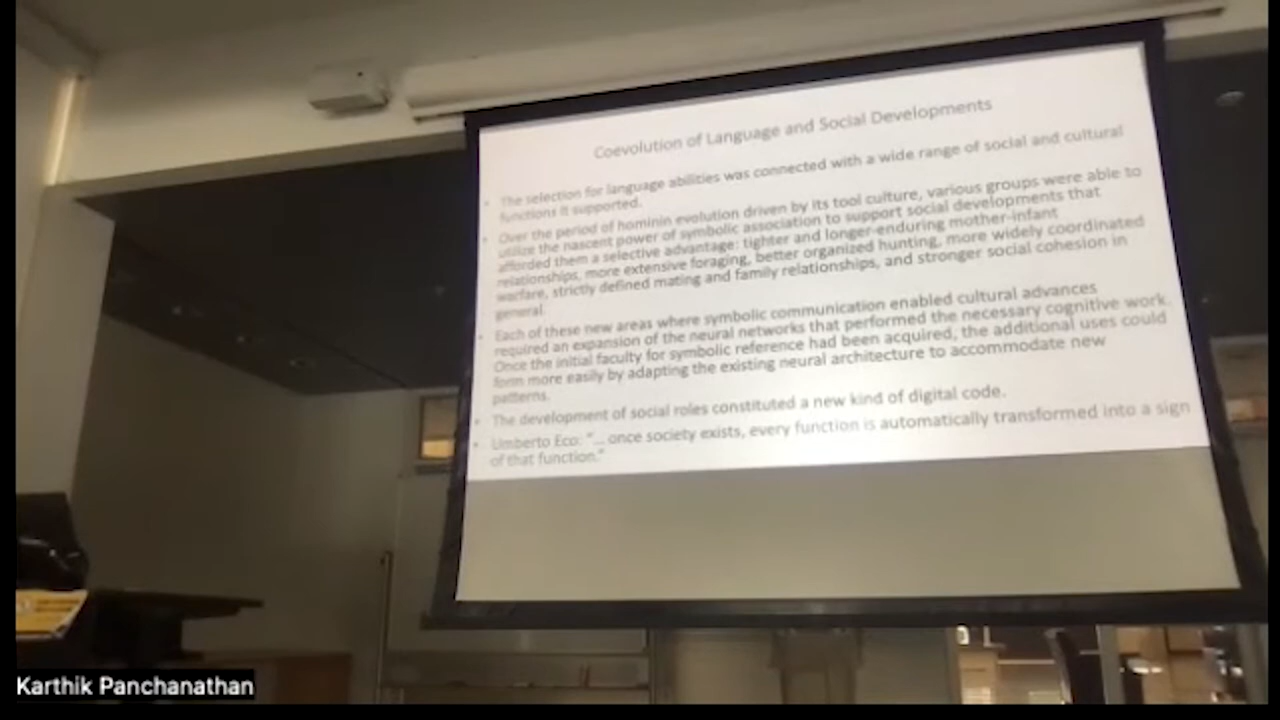 Coevolution of Language and Social Developments
• The selection for language abilities was connected with a wide range of social and cultural
functions it supported.
• Over the period of hominin evolution driven by its tool culture, various groups were able to
utilize the nascent power of symbolic association to support social developments that
afforded them a selective advantage: tighter and longer-enduring mother-infant
relationships, more extensive foraging, better organized hunting, more widely coordinated
warfare, strictly defined mating and family relationships, and stronger social cohesion in
general.
• Each of these new areas where symbolic communication enabled cultural advances
required an expansion of the neural networks that performed the necessary cognitive work.
Once the initial faculty for symbolic reference had been acquired, the additional uses could
form more easily by adapting the existing neural architecture to accommodate new
patterns.
• The development of social roles constituted a new kind of digital code.
• Umberto Eco: "... once society exists, every function is automatically transformed into a sign
of that function."
Karthik Panchanathan